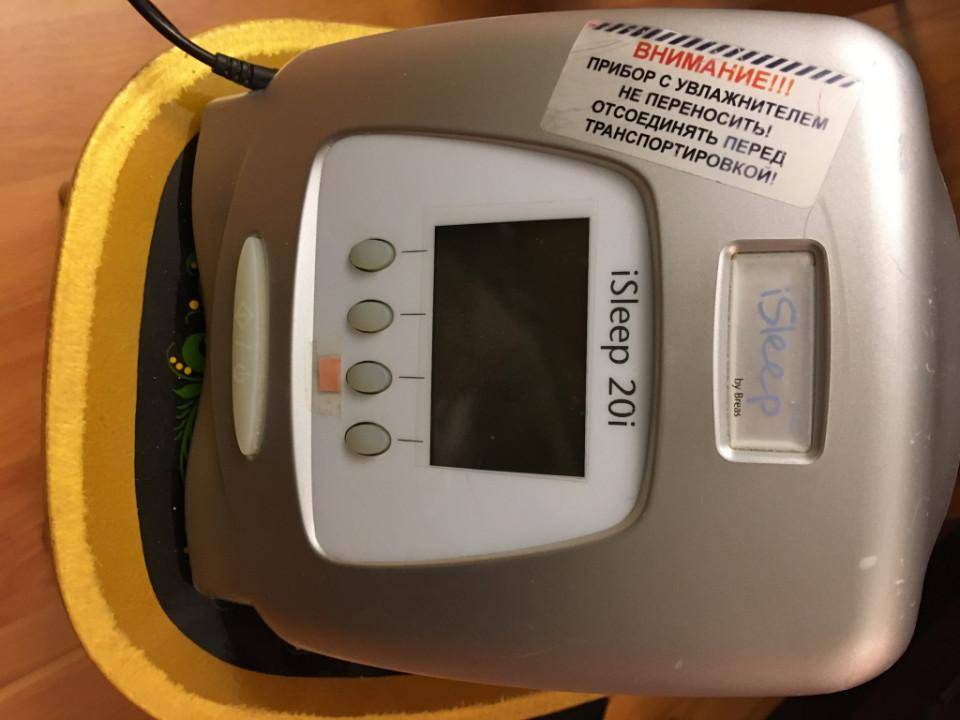 ВНИМАНИЕ!!!
ПРИБОР С УВЛАЖНИТЕЛЕМ
НЕ ПЕРЕНОСИТЬ!
ОТСОЕДИНЯТЬ ПЕРЕД
ТРАНСПОРТИРОВКОЙ!
iSleep 20i
iSleep
by Breas